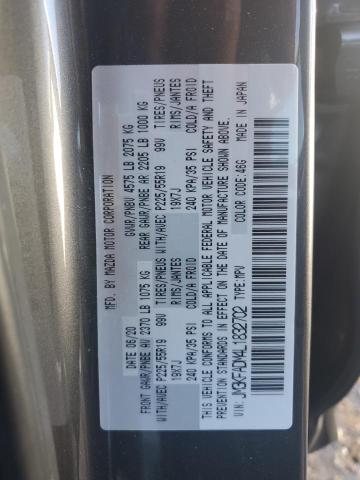 MFD. BY MAZDA MOTOR CORPORATION
DATE 06/20 GVWR/PNBV 4575 LB 2075 KG
FRONT GAWR/PNBE AV 2370 LB 1075 KG REAR GAWR/PNBE AR 2205 LB 1000 KG
WITH/AVEC P225/55R19 99V TIRES/PNEUS WITH/AVEC P225/55R19 99V TIRES/PNEUS
19X7J RIMS/JANTES 19X7J RIMS/JANTES
240 KPA/35 PSI COLD/A FROID 240 KPA/35 PSI COLD/A FROID
THIS VEHICLE CONFORMS TO ALL APPLICABLE FEDERAL MOTOR VEHICLE SAFETY AND THEFT
PREVENTION STANDARDS IN EFFECT ON THE DATE OF MANUFACTURE SHOWN ABOVE.
JM3KFADM4L1832702 TYPE:MPV COLOR CODE:46G MADE IN JAPAN